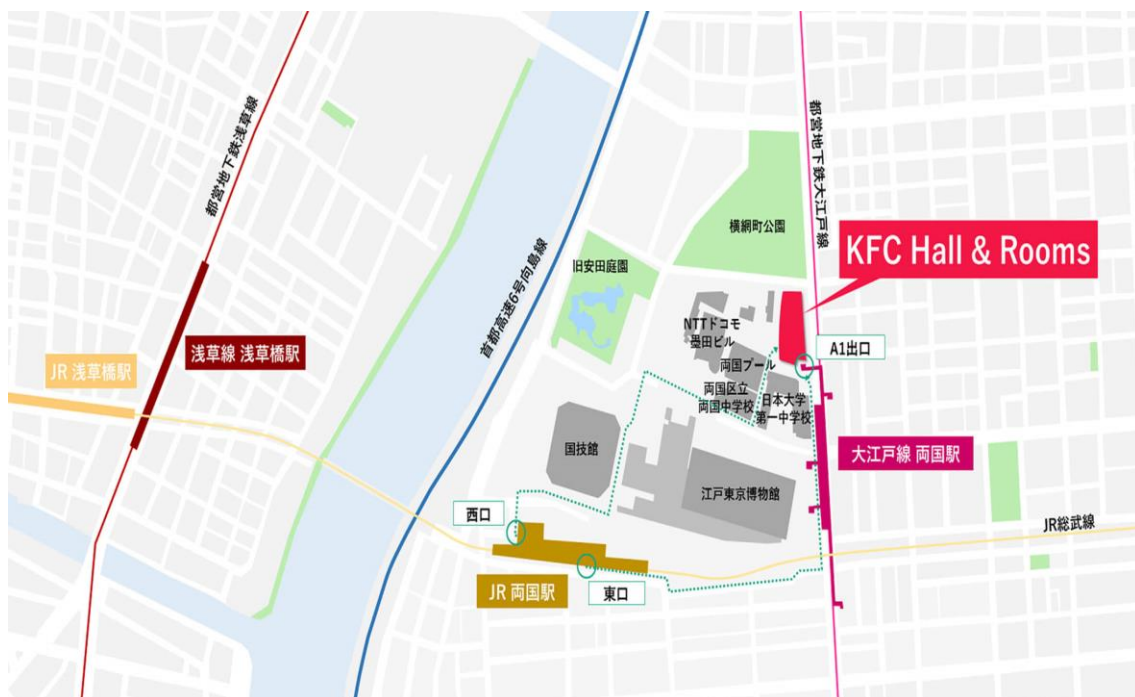 都営地下鉄浅草線
首都高速6号向島線
都営地下鉄大江戸線
横網町公園
KFC Hall & Rooms
旧安田庭園
NTTドコモ
墨田ビル
A1出口
浅草線 浅草橋駅
両国プール
JR 浅草橋駅
両国区立
両国中学校
日本大学
第一中学校
国技館
大江戸線 両国駅
江戸東京博物館
西口
JR総武線
JR 両国駅
東口